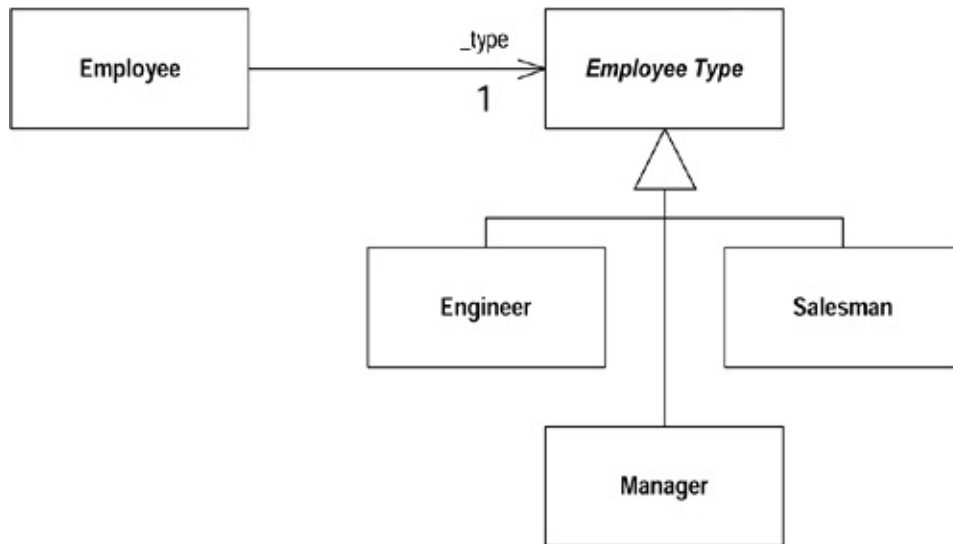 Employee
_type
1
Employee Type
Engineer
Salesman
Manager